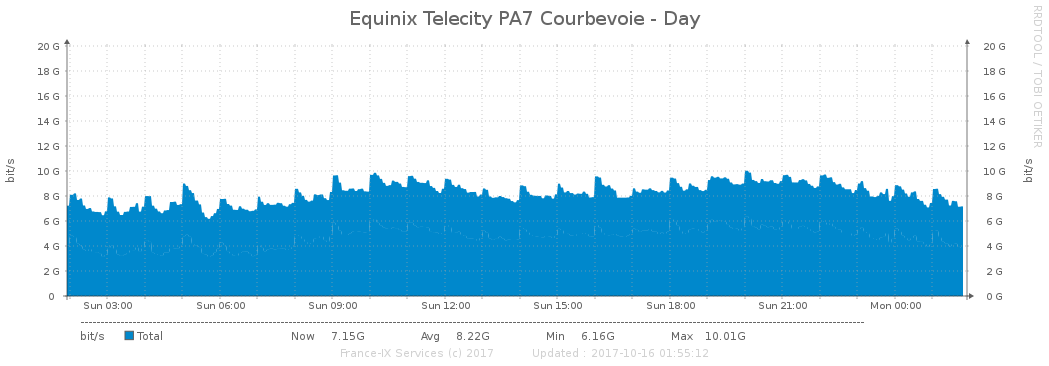 Equinix Telecity PA7 Courbevoie - Day
RRDTOOL / TOBI OETIKER
bit/s
bit/s
20 G 20 G
18 G 18 G
16 G 16 G
14 G 14 G
12 G 12 G
10 G 10 G
8 G 8 G
6 G 6 G
4 G 4 G
2 G 2 G
0 0 G
Sun 03:00 Sun 06:00 Sun 09:00 Sun 12:00 Sun 15:00 Sun 18:00 Sun 21:00 Mon 00:00
bit/s Total Now 7.15G Avg 8.22G Min 6.16G Max 10.01G
France-IX Services (c) 2017 Updated : 2017-10-16 01:55:12